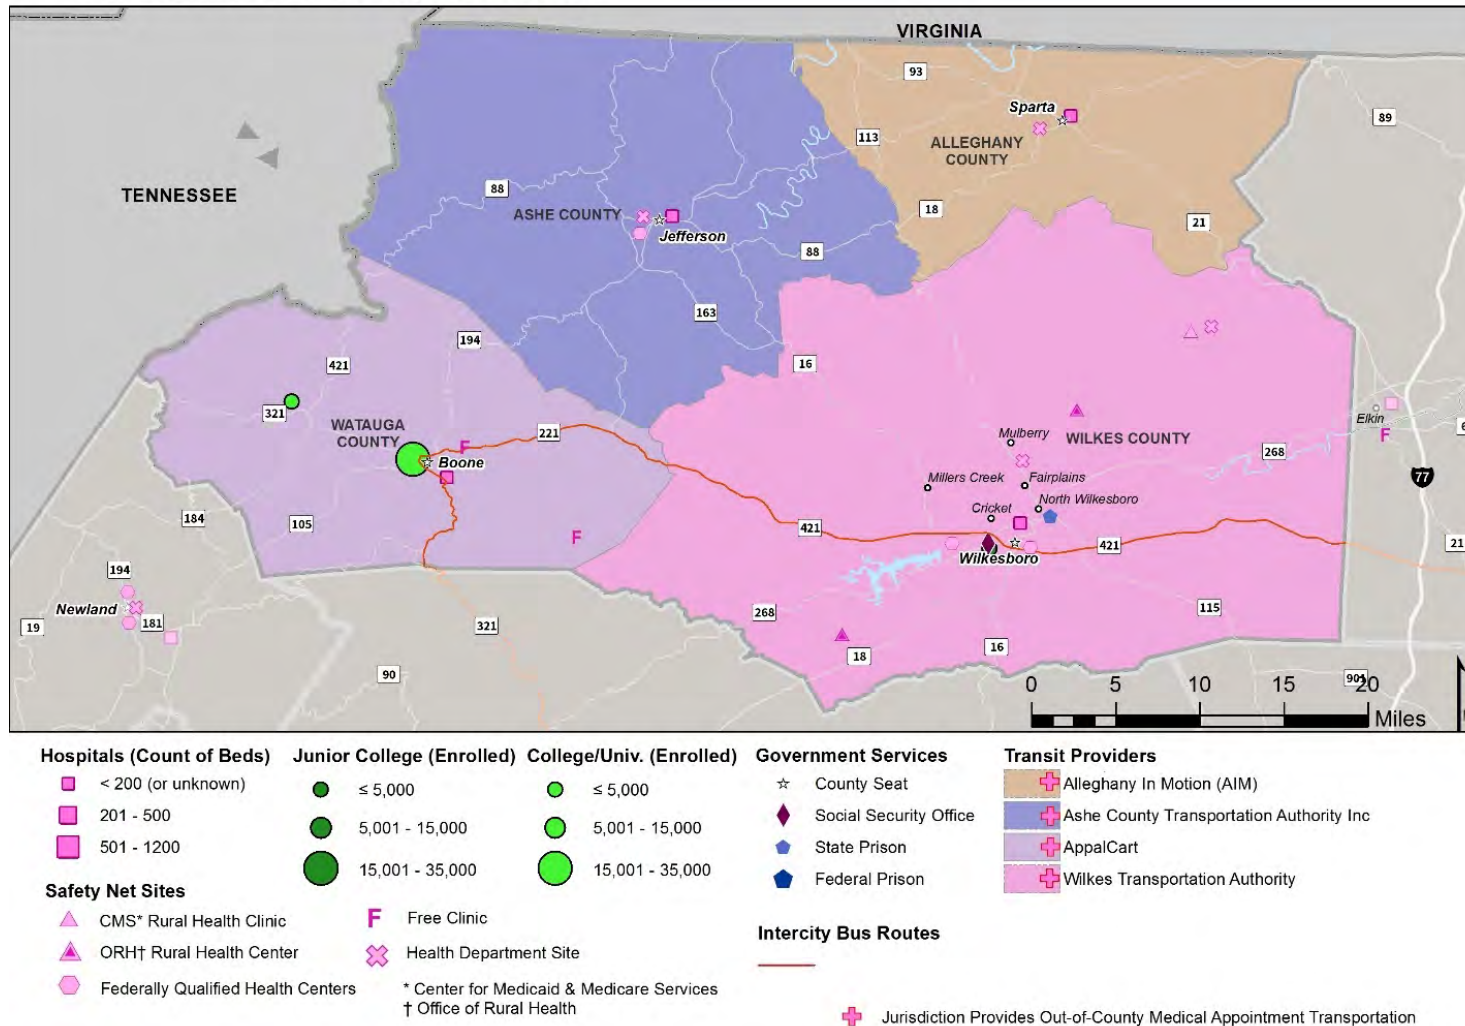 VIRGINIA
93
Sparta
89
113
ALLEGHANY
COUNTY
TENNESSEE
88
ASHE COUNTY
18
21
Jefferson
88
163
194
421
16
321
WATAUGA
COUNTY
221
Elkin
Mulberry
WILKES COUNTY
268
Boone
77
Millers Creek
Fairplains
North Wilkesboro
Cricket
184
105
421
421
21
Wilkesboro
194
Newland
181
19
321
268
115
18
16
90
901
0 5 10 15 20
Miles
Hospitals (Count of Beds)
< 200 (or unknown)
201 - 500
501 - 1200
Junior College (Enrolled)
≤ 5,000
5,001 - 15,000
15,001 - 35,000
College/Univ. (Enrolled)
≤ 5,000
5,001 - 15,000
15,001 - 35,000
Government Services
County Seat
Social Security Office
State Prison
Federal Prison
Transit Providers
Alleghany In Motion (AIM)
Ashe County Transportation Authority Inc
AppalCart
Wilkes Transportation Authority
Safety Net Sites
CMS* Rural Health Clinic
ORH† Rural Health Center
Federally Qualified Health Centers
F Free Clinic
Health Department Site
* Center for Medicaid & Medicare Services
† Office of Rural Health
Intercity Bus Routes
Jurisdiction Provides Out-of-County Medical Appointment Transportation